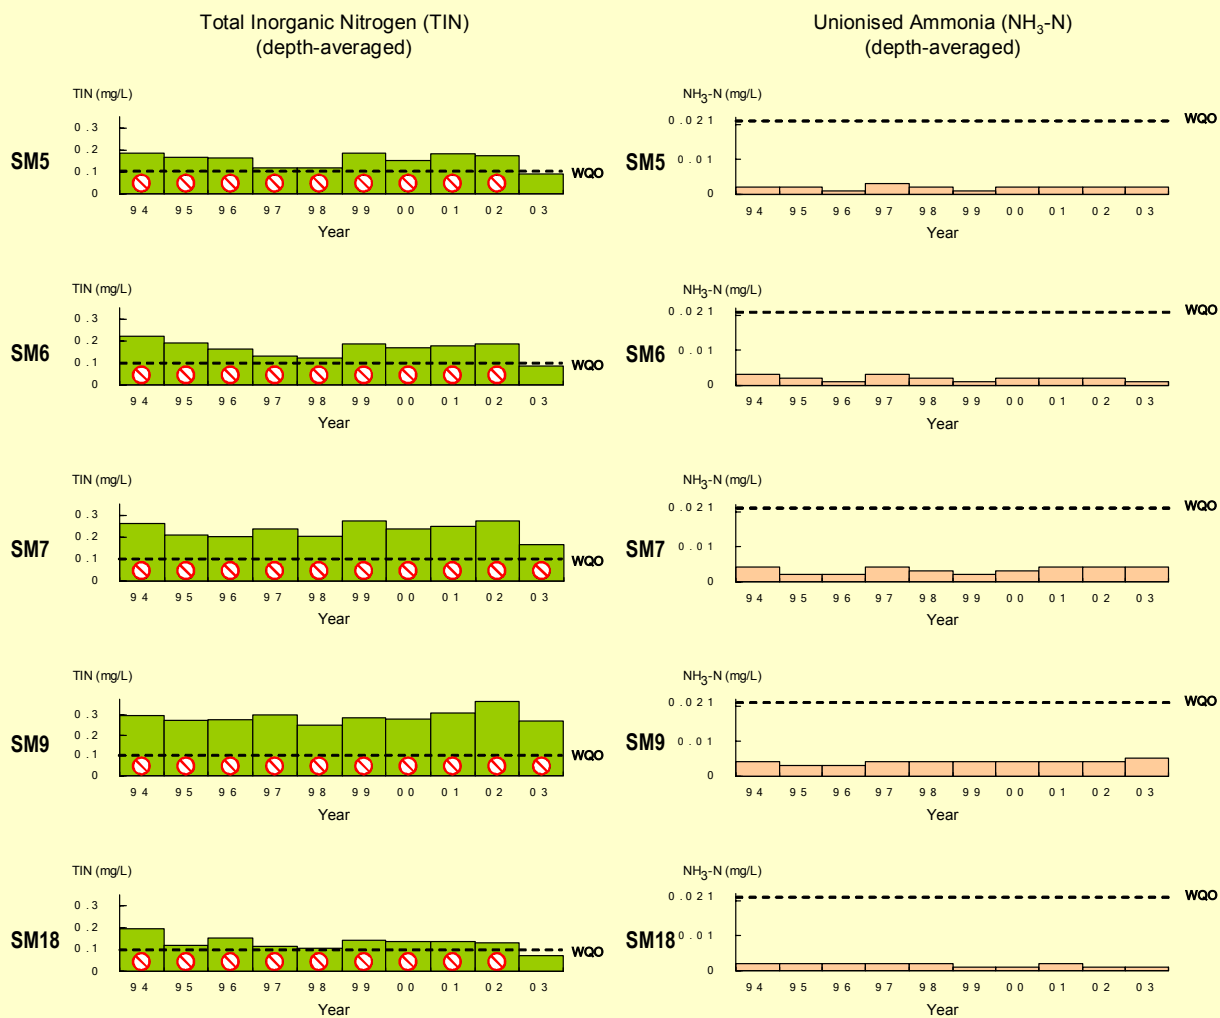 Total Inorganic Nitrogen (TIN)
(depth-averaged)
Unionised Ammonia (NH₃-N)
(depth-averaged)
TIN (mg/L)
0.3
0.2
0.1
0
SM5
WQO
94 95 96 97 98 99 00 01 02 03
Year
NH₃-N (mg/L)
0.021
0.01
0
SM5
WQO
94 95 96 97 98 99 00 01 02 03
Year
TIN (mg/L)
0.3
0.2
0.1
0
SM6
WQO
94 95 96 97 98 99 00 01 02 03
Year
NH₃-N (mg/L)
0.021
0.01
0
SM6
WQO
94 95 96 97 98 99 00 01 02 03
Year
TIN (mg/L)
0.3
0.2
0.1
0
SM7
WQO
94 95 96 97 98 99 00 01 02 03
Year
NH₃-N (mg/L)
0.021
0.01
0
SM7
WQO
94 95 96 97 98 99 00 01 02 03
Year
TIN (mg/L)
0.3
0.2
0.1
0
SM9
WQO
94 95 96 97 98 99 00 01 02 03
Year
NH₃-N (mg/L)
0.021
0.01
0
SM9
WQO
94 95 96 97 98 99 00 01 02 03
Year
TIN (mg/L)
0.3
0.2
0.1
0
SM18
WQO
94 95 96 97 98 99 00 01 02 03
Year
NH₃-N (mg/L)
0.021
0.01
0
SM18
WQO
94 95 96 97 98 99 00 01 02 03
Year